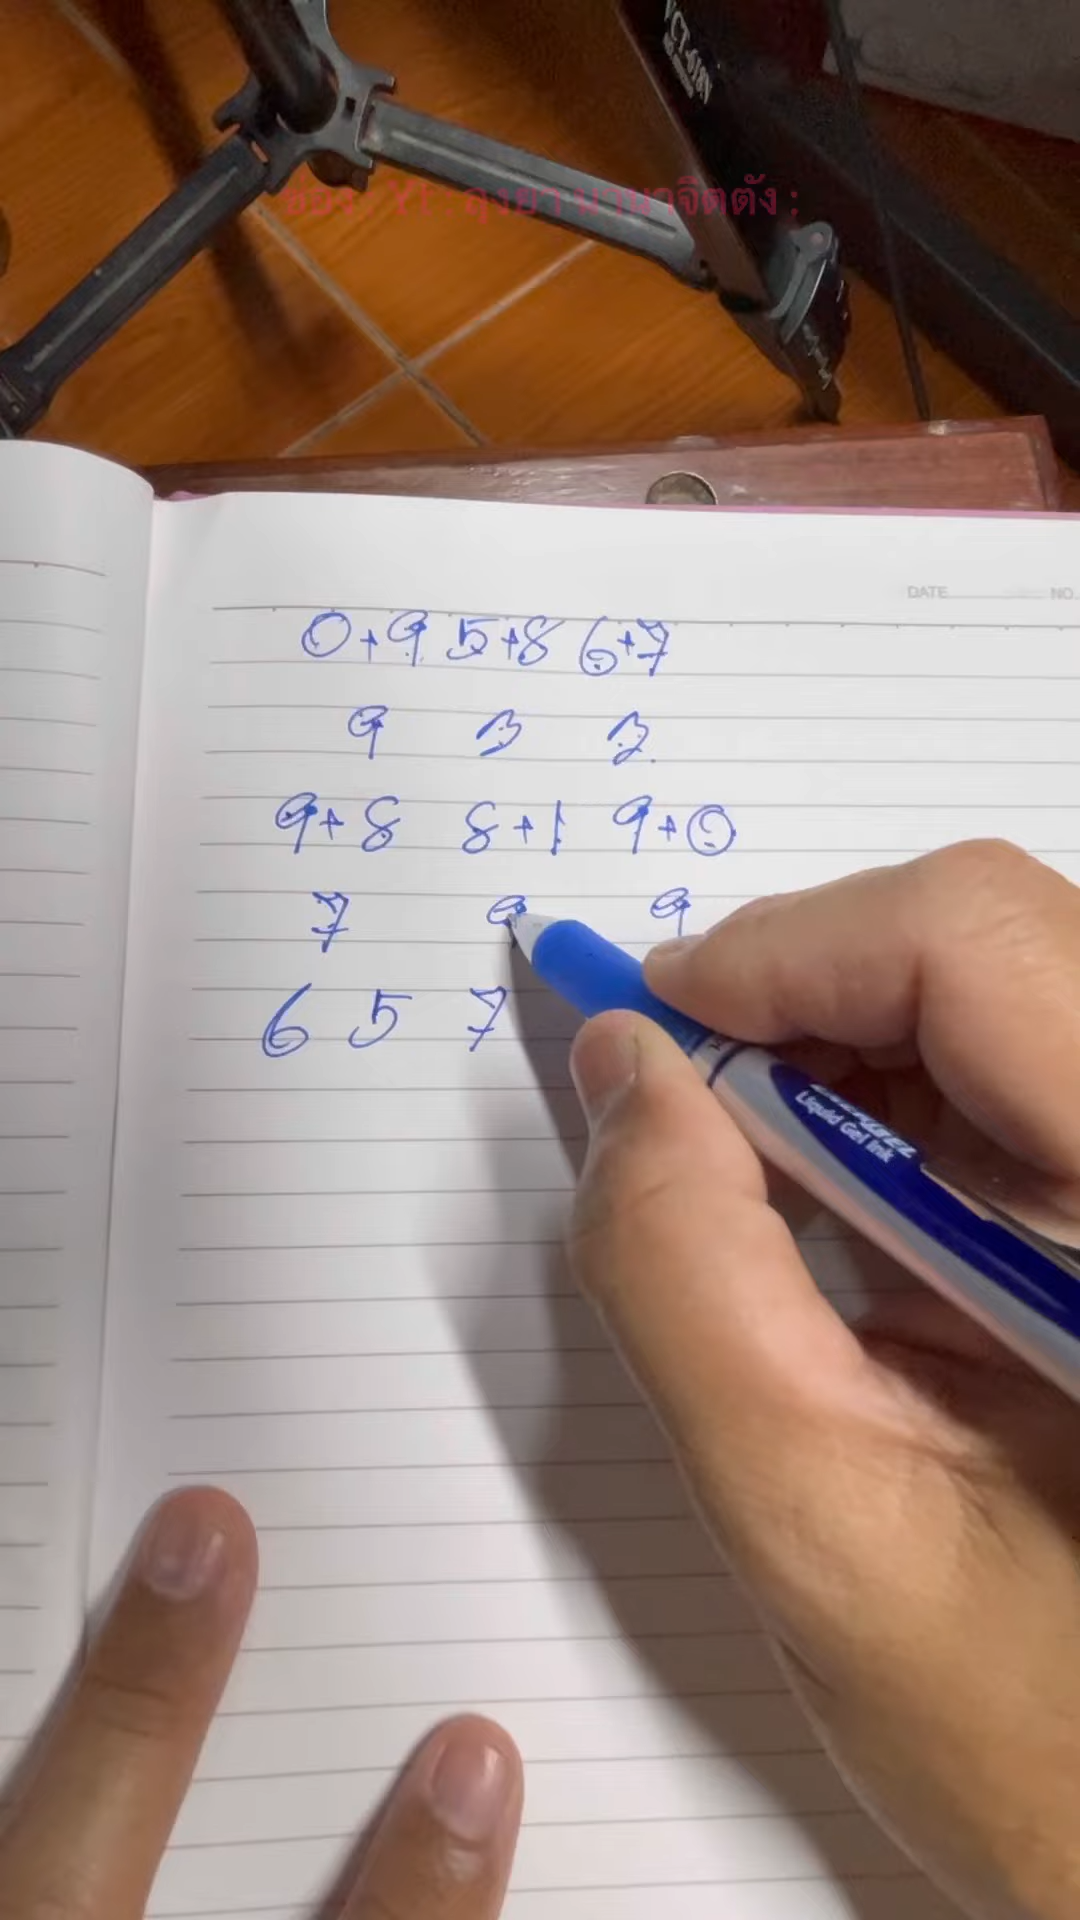 ช่อง : Yt : ลุงยา นานาจิตตัง :
DATE NO.
0+9 5+8 6+7
9 3 3
9+8 8+1 9+0
7 9 9
6 5 7
Liquid Gel Ink